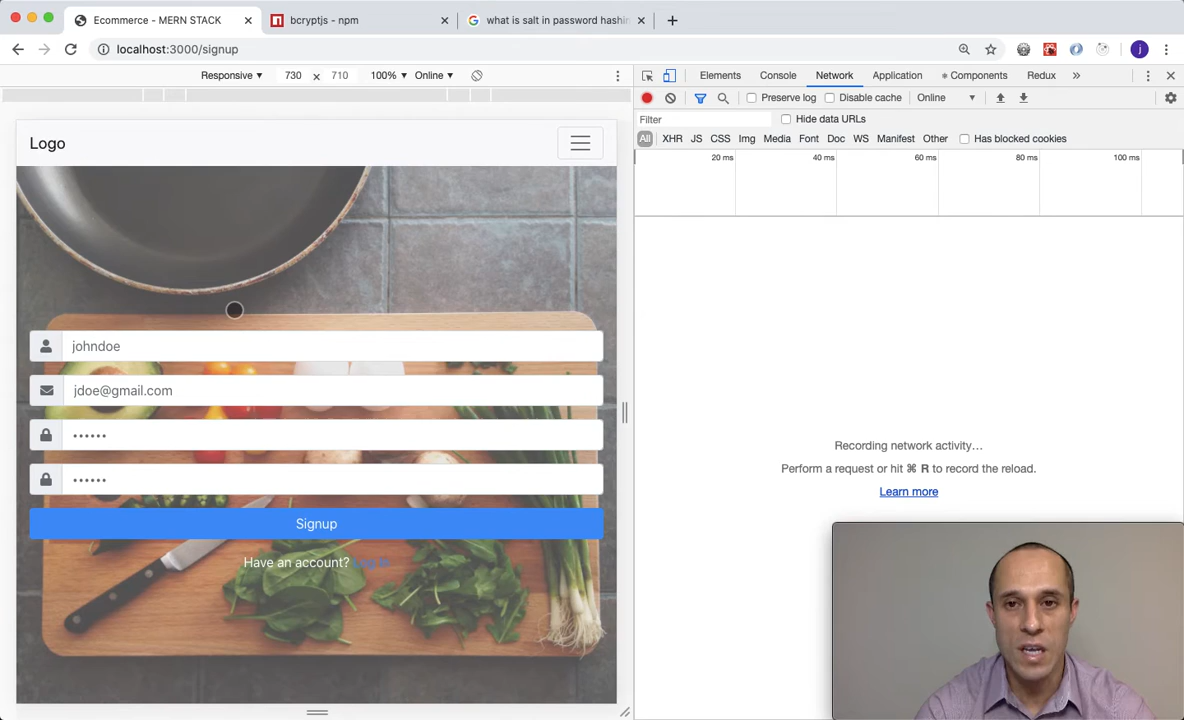 Ecommerce - MERN STACK
bcryptjs - npm
what is salt in password hashin
localhost:3000/signup
j
Responsive ▼ 730 x 710 100% ▼ Online ▼
Elements Console Network Application Components Redux »
Preserve log Disable cache Online ▼
Filter Hide data URLs
All XHR JS CSS Img Media Font Doc WS Manifest Other Has blocked cookies
20 ms 40 ms 60 ms 80 ms 100 ms
Logo
johndoe
jdoe@gmail.com
••••••
••••••
Signup
Have an account? Log In
Recording network activity…
Perform a request or hit ⌘ R to record the reload.
Learn more